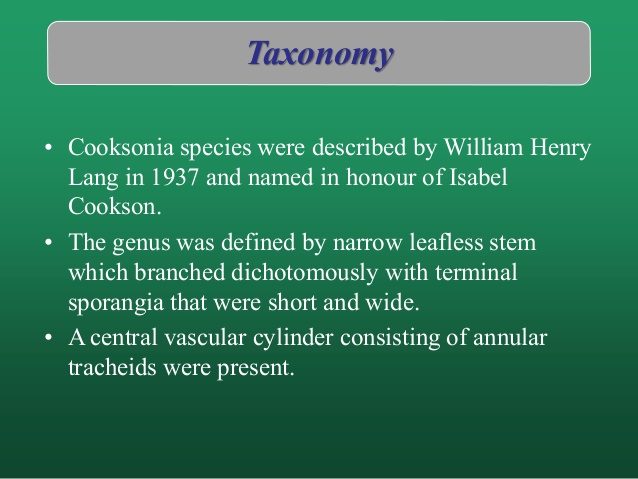 Taxonomy
• Cooksonia species were described by William Henry
Lang in 1937 and named in honour of Isabel
Cookson.
• The genus was defined by narrow leafless stem
which branched dichotomously with terminal
sporangia that were short and wide.
• A central vascular cylinder consisting of annular
tracheids were present.